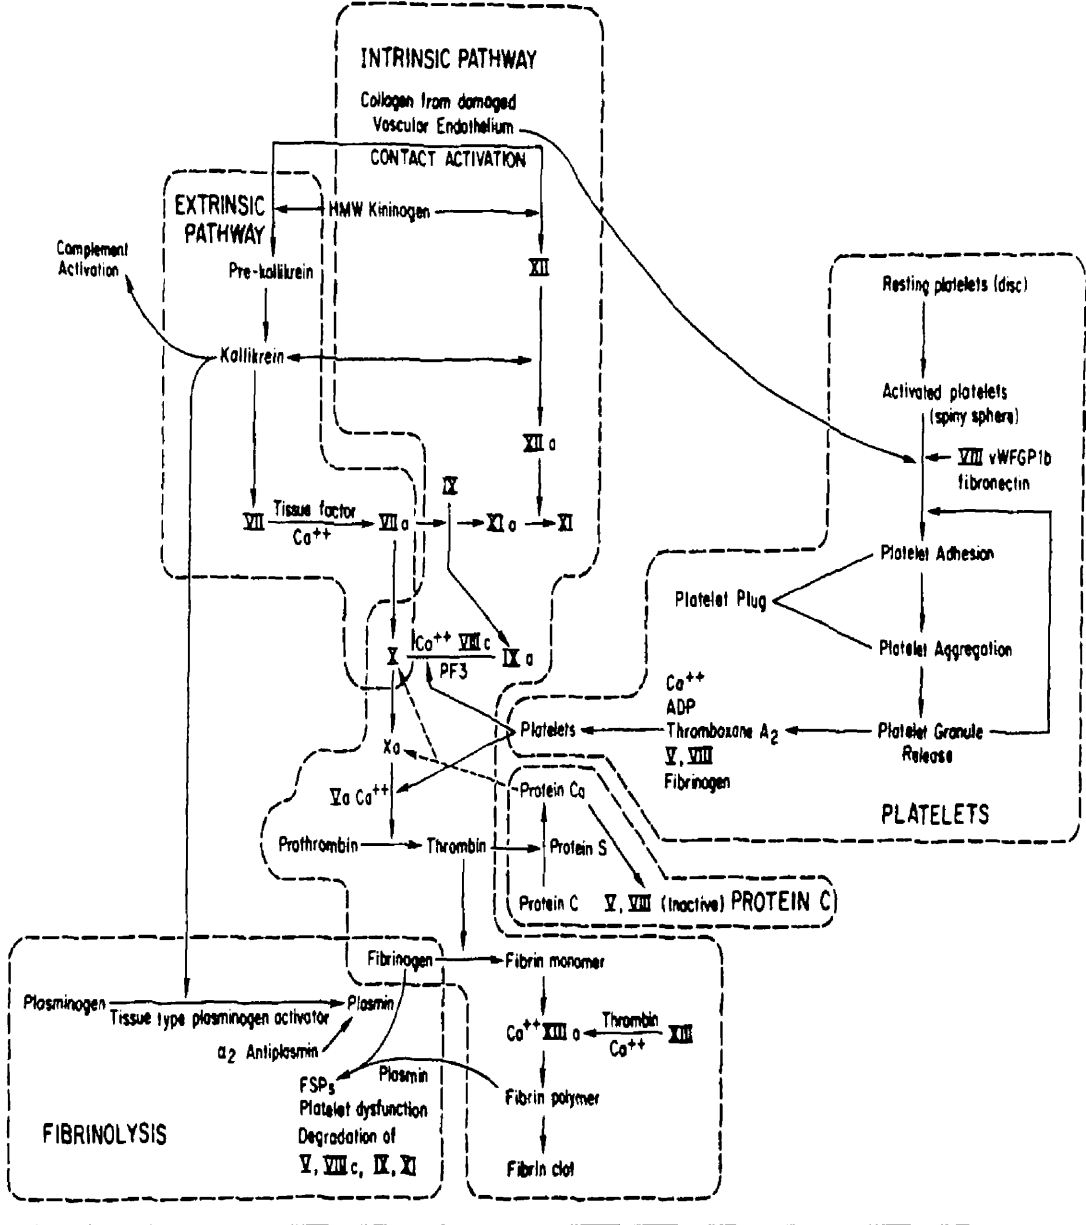 INTRINSIC PATHWAY
Collagen from damaged
Vascular Endothelium
CONTACT ACTIVATION
EXTRINSIC
PATHWAY
HMW Kininogen
Complement
Activation
Pre-kallikrein
XII
Resting platelets (disc)
Kallikrein
Activated platelets
(spiny sphere)
XII a
VIII vWFGP1b
fibronectin
IX
VII
Tissue factor
Ca++
VII a
XI a
XI
Platelet Adhesion
Platelet Plug
Platelet Aggregation
X
Ca++ VIII c
PF3
IX a
Ca++
ADP
Thromboxane A2
V, VIII
Fibrinogen
Platelets
Platelet Granule
Release
Xa
Va Ca++
Protein Ca
PLATELETS
Prothrombin
Thrombin
Protein S
Protein C
V, VIII (Inactive) PROTEIN C
Fibrinogen
Fibrin monomer
Plasminogen
Tissue type plasminogen activator
Plasmin
α2 Antiplasmin
Ca++ XIII a
Thrombin
Ca++
XIII
Plasmin
FSPs
Platelet dysfunction
Degradation of
V, VIII c, IX, XI
Fibrin polymer
FIBRINOLYSIS
Fibrin clot